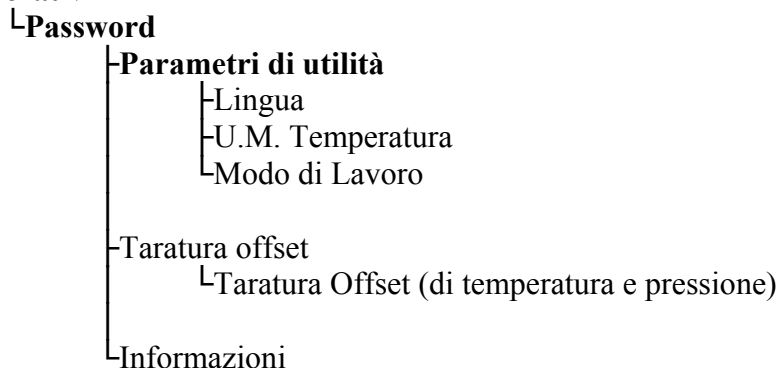 Password
Parametri di utilità
Lingua
U.M. Temperatura
Modo di Lavoro
Taratura offset
Taratura Offset (di temperatura e pressione)
Informazioni